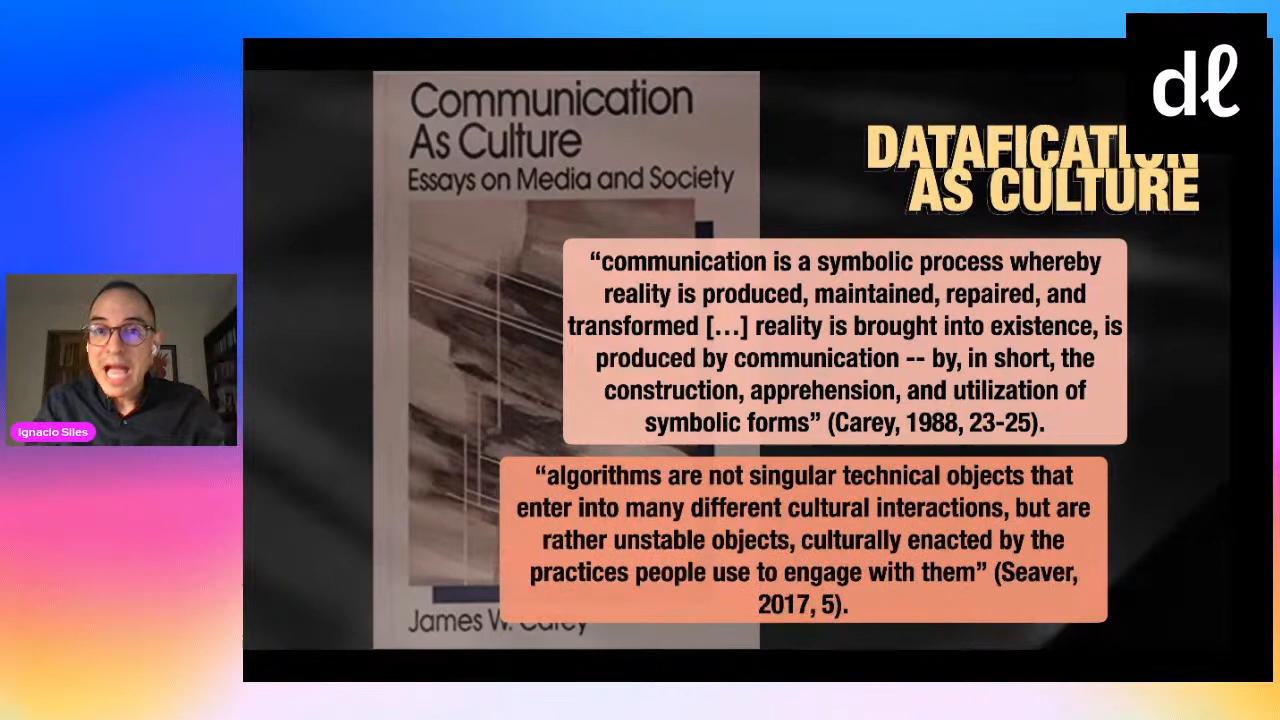 dℓ
Communication
As Culture
Essays on Media and Society
DATAFICATION
AS CULTURE
“communication is a symbolic process whereby
reality is produced, maintained, repaired, and
transformed […] reality is brought into existence, is
produced by communication -- by, in short, the
construction, apprehension, and utilization of
symbolic forms” (Carey, 1988, 23-25).
“algorithms are not singular technical objects that
enter into many different cultural interactions, but are
rather unstable objects, culturally enacted by the
practices people use to engage with them” (Seaver,
2017, 5).
James W. Carey
Ignacio Siles